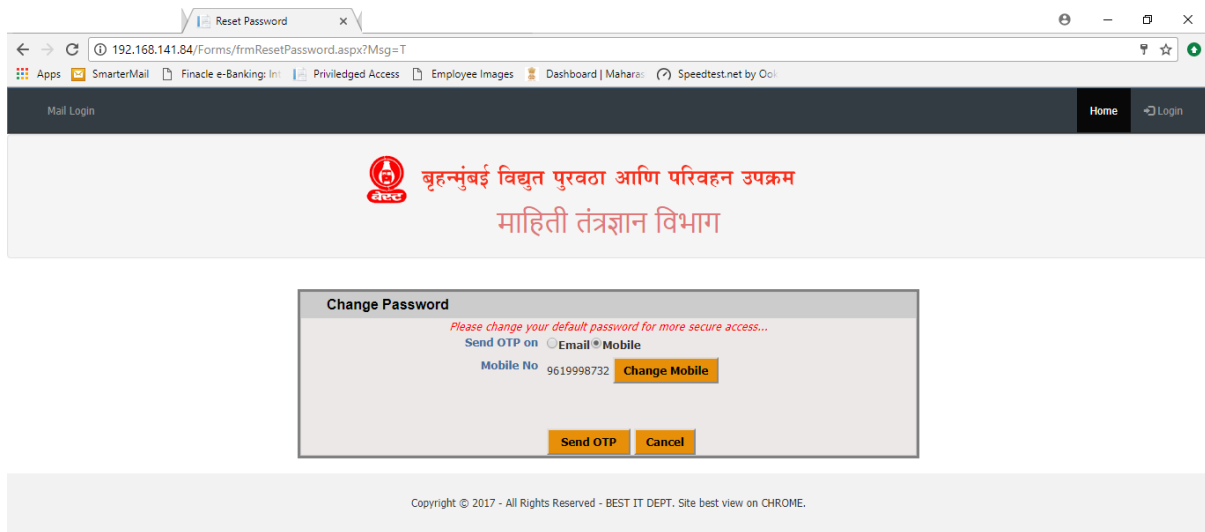 Reset Password
192.168.141.84/Forms/frmResetPassword.aspx?Msg=T
Apps SmarterMail Finacle e-Banking: Int Priviledged Access Employee Images Dashboard | Maharas Speedtest.net by Ook
Mail Login Home Login
बृहन्मुंबई विद्युत पुरवठा आणि परिवहन उपक्रम
बेस्ट
माहिती तंत्रज्ञान विभाग
Change Password
Please change your default password for more secure access...
Send OTP on Email Mobile
Mobile No 9619998732 Change Mobile
Send OTP Cancel
Copyright © 2017 - All Rights Reserved - BEST IT DEPT. Site best view on CHROME.